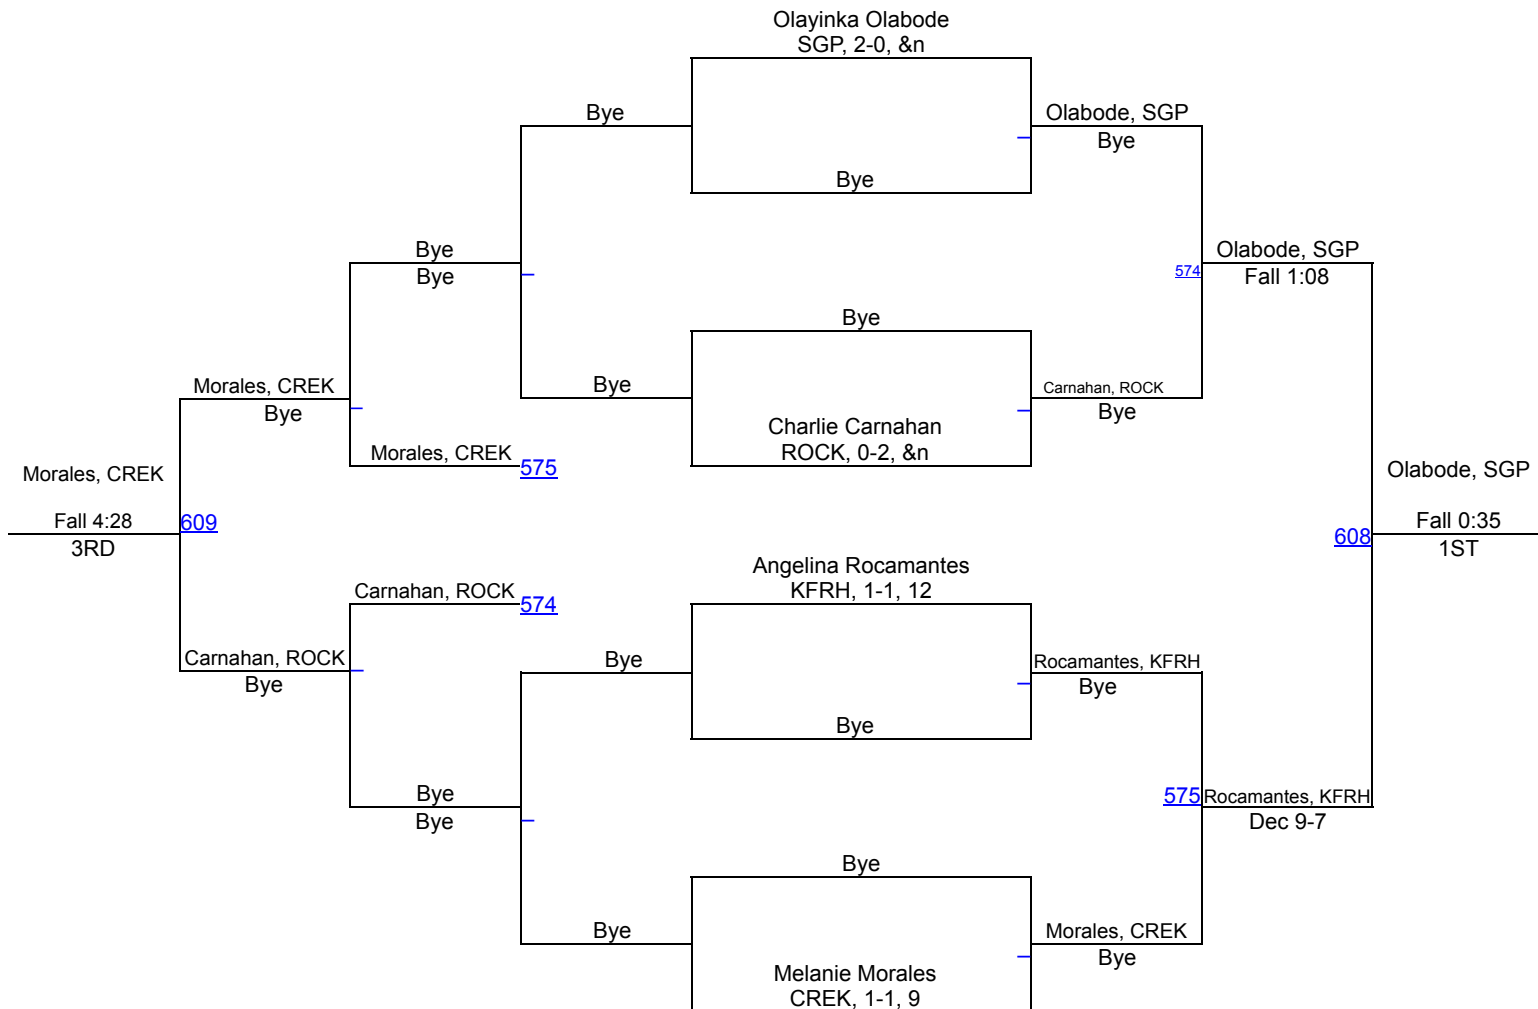 Olayinka Olabode
SGP, 2-0, &n
Bye
Olabode, SGP
Bye
Bye
Bye
Bye
Olabode, SGP
574
Fall 1:08
Bye
Morales, CREK
Bye
Bye
Carnahan, ROCK
Bye
Charlie Carnahan
ROCK, 0-2, &n
Morales, CREK
575
Morales, CREK
Olabode, SGP
Fall 4:28
609
3RD
608
Fall 0:35
1ST
Angelina Rocamantes
KFRH, 1-1, 12
Carnahan, ROCK
574
Carnahan, ROCK
Bye
Bye
Rocamantes, KFRH
Bye
Bye
Bye
Bye
575
Rocamantes, KFRH
Dec 9-7
Bye
Bye
Morales, CREK
Bye
Melanie Morales
CREK, 1-1, 9